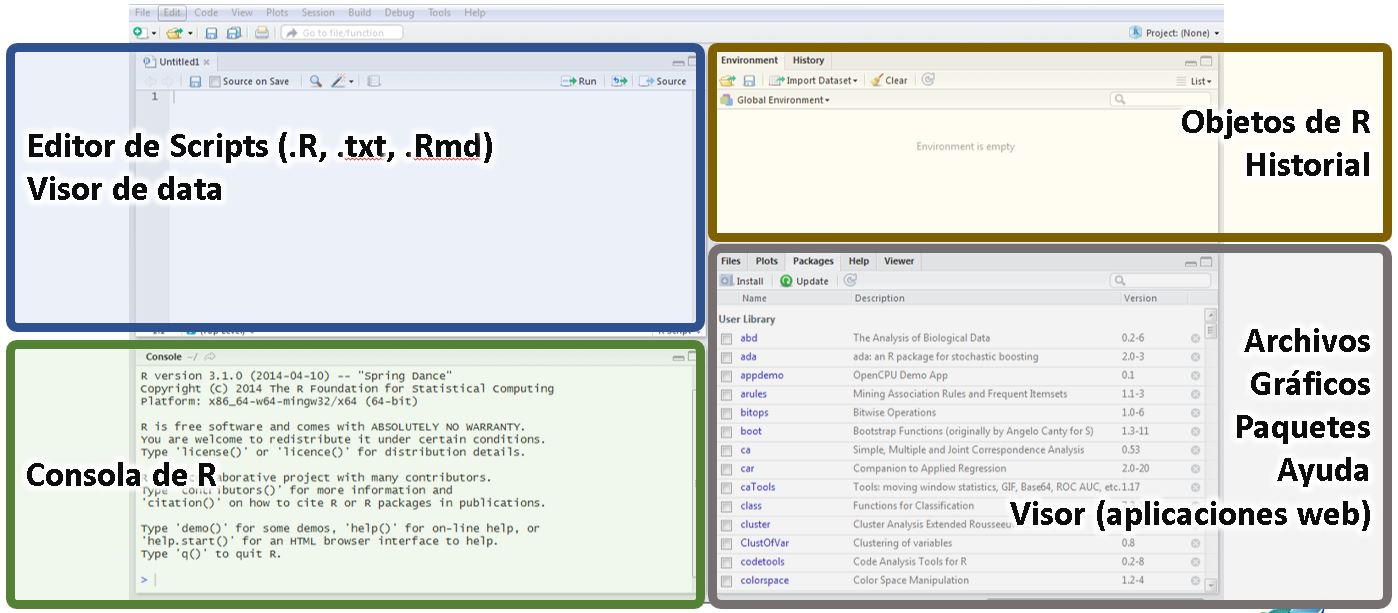 File Edit Code View Plots Session Build Debug Tools Help
Go to file/function
Project: (None)
Untitled1
Source on Save
Run
Source
1
Editor de Scripts (.R, .txt, .Rmd)
Visor de data
Environment History
Import Dataset Clear
List
Global Environment
Environment is empty
Objetos de R
Historial
Console ~/
R version 3.1.0 (2014-04-10) -- "Spring Dance"
Copyright (C) 2014 The R Foundation for Statistical Computing
Platform: x86_64-w64-mingw32/x64 (64-bit)
R is free software and comes with ABSOLUTELY NO WARRANTY.
You are welcome to redistribute it under certain conditions.
Type 'license()' or 'licence()' for distribution details.
Consola de R
project with many contributors.
for more information and
'citation()' on how to cite R or R packages in publications.
Type 'demo()' for some demos, 'help()' for on-line help, or
'help.start()' for an HTML browser interface to help.
Type 'q()' to quit R.
>
Files Plots Packages Help Viewer
Install Update
Name Description Version
User Library
abd The Analysis of Biological Data 0.2-6
ada ada: an R package for stochastic boosting 2.0-3
appdemo OpenCPU Demo App 0.1
arules Mining Association Rules and Frequent Itemsets 1.1-3
bitops Bitwise Operations 1.0-6
boot Bootstrap Functions (originally by Angelo Canty for S) 1.3-11
ca Simple, Multiple and Joint Correspondence Analysis 0.53
car Companion to Applied Regression 2.0-20
caTools Tools: moving window statistics, GIF, Base64, ROC AUC, etc. 1.17
class Functions for Classification
cluster Cluster Analysis Extended
ClustOfVar Clustering of variables 0.8
codetools Code Analysis Tools for R 0.2-8
colorspace Color Space Manipulation 1.2-4
Archivos
Gráficos
Paquetes
Ayuda
Visor (aplicaciones web)